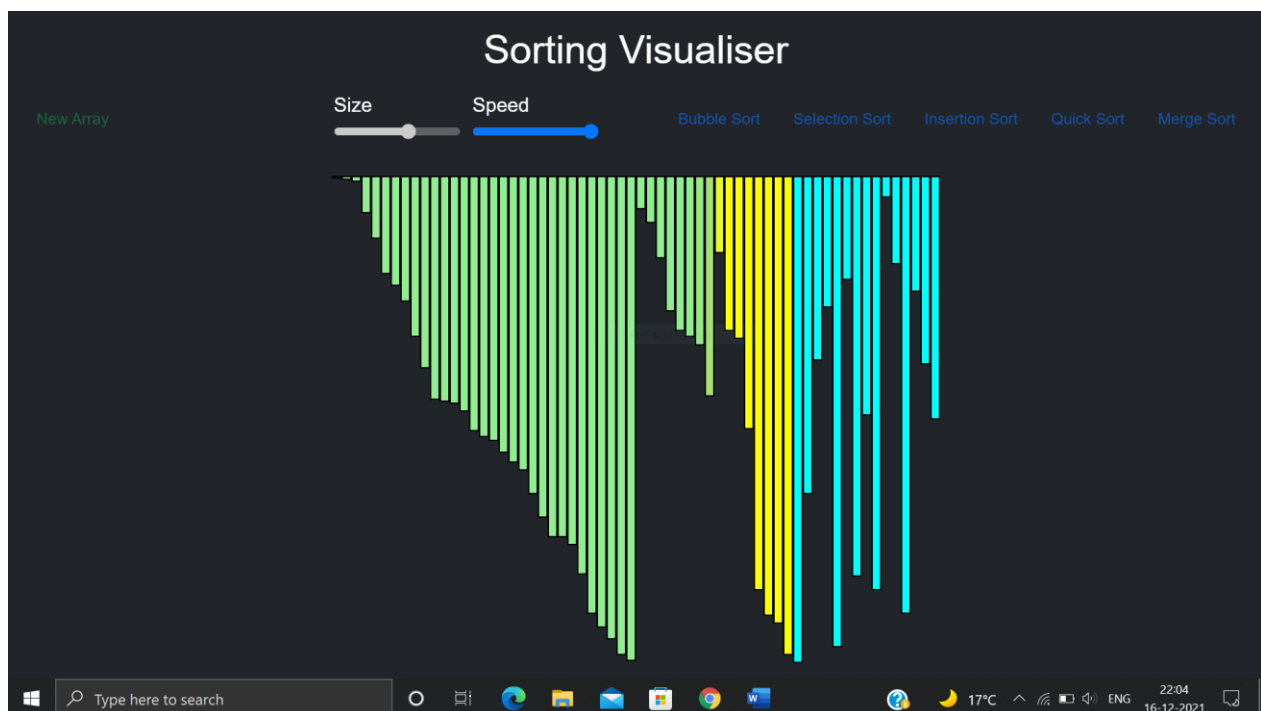 Sorting Visualiser
Size
Speed
New Array
Bubble Sort
Selection Sort
Insertion Sort
Quick Sort
Merge Sort
Type here to search
17°C
ENG
22:04
16-12-2021